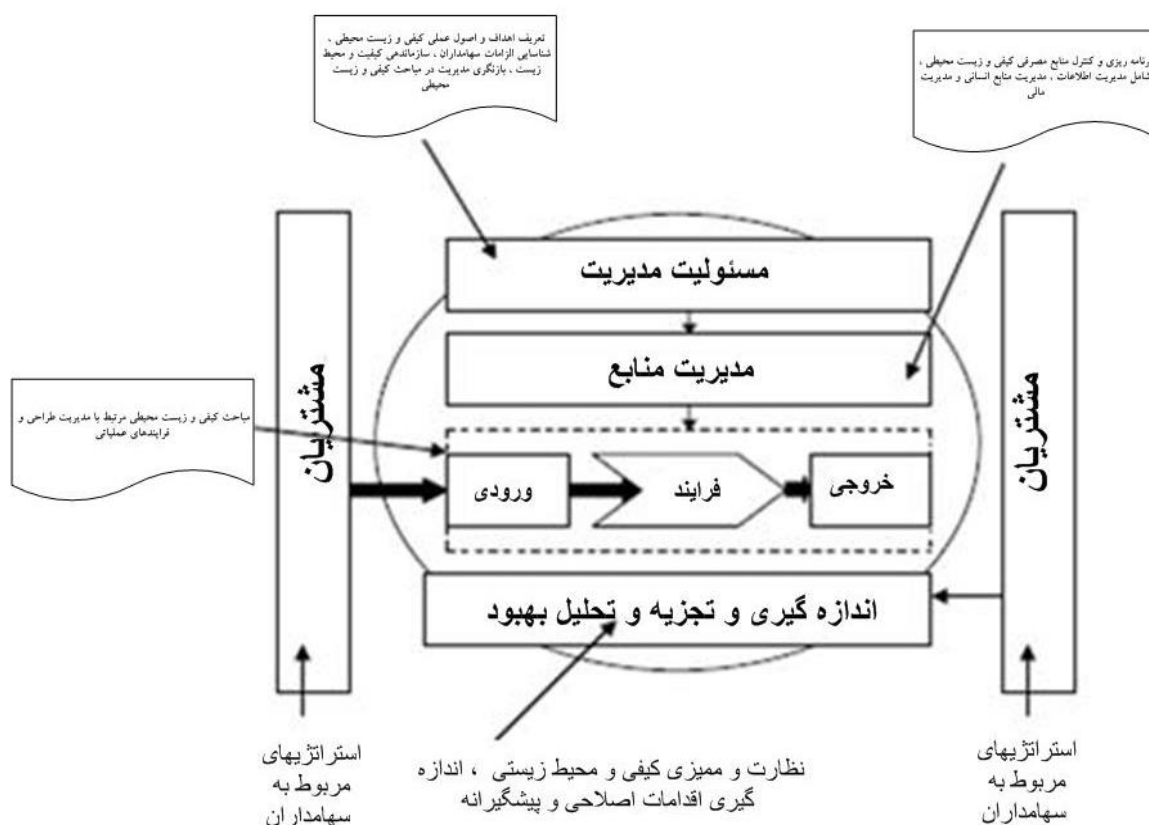 تعریف اهداف و اصول عملی کیفی و زیست محیطی ،
شناسایی الزامات سهامداران ، سازماندهی کیفیت و محیط
زیست ، بازنگری مدیریت در مباحث کیفی و زیست
محیطی
رنامه ریزی و کنترل منابع مصرفی کیفی و زیست محیطی ،
شامل مدیریت اطلاعات ، مدیریت منابع انسانی و مدیریت
مالی
مسئولیت مدیریت
مدیریت منابع
مشتریان
مشتریان
مباحث کیفی و زیست محیطی مرتبط با مدیریت طراحی و
فرایندهای عملیاتی
ورودی
فرایند
خروجی
اندازه گیری و تجزیه و تحلیل بهبود
استراتژیهای
مربوط به
سهامداران
نظارت و ممیزی کیفی و محیط زیستی ، اندازه
گیری اقدامات اصلاحی و پیشگیرانه
استراتژیهای
مربوط به
سهامداران